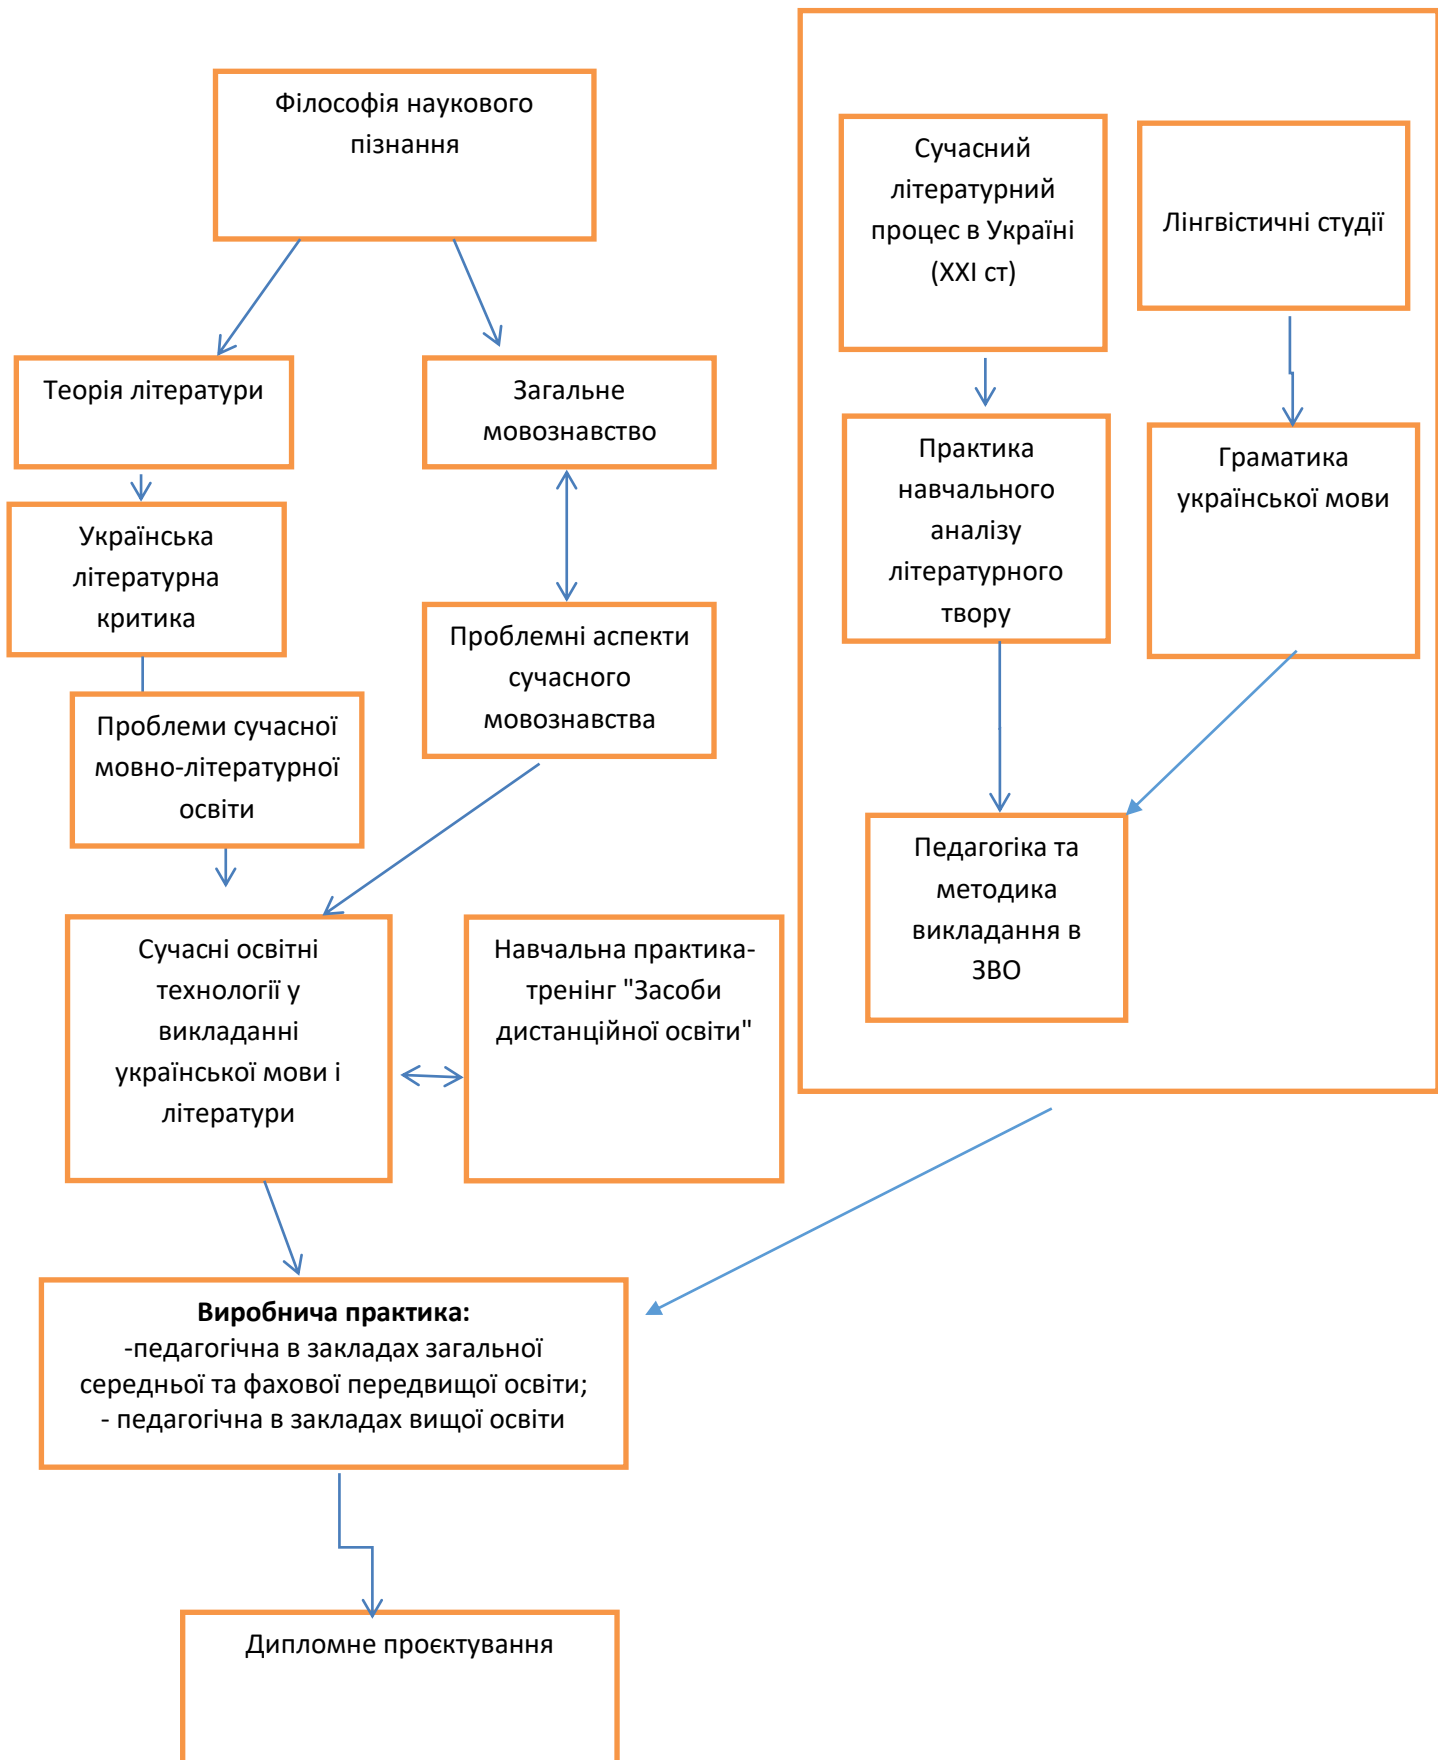 Філософія наукового
пізнання
Теорія літератури
Загальне
мовознавство
Українська
літературна
критика
Проблемні аспекти
сучасного
мовознавства
Проблеми сучасної
мовно-літературної
освіти
Сучасні освітні
технології у
викладанні
української мови і
літератури
Навчальна практика-
тренінг "Засоби
дистанційної освіти"
Сучасний
літературний
процес в Україні
(ХХІ ст)
Лінгвістичні студії
Практика
навчального
аналізу
літературного
твору
Граматика
української мови
Педагогіка та
методика
викладання в
ЗВО
Виробнича практика:
-педагогічна в закладах загальної
середньої та фахової передвищої освіти;
- педагогічна в закладах вищої освіти
Дипломне проєктування